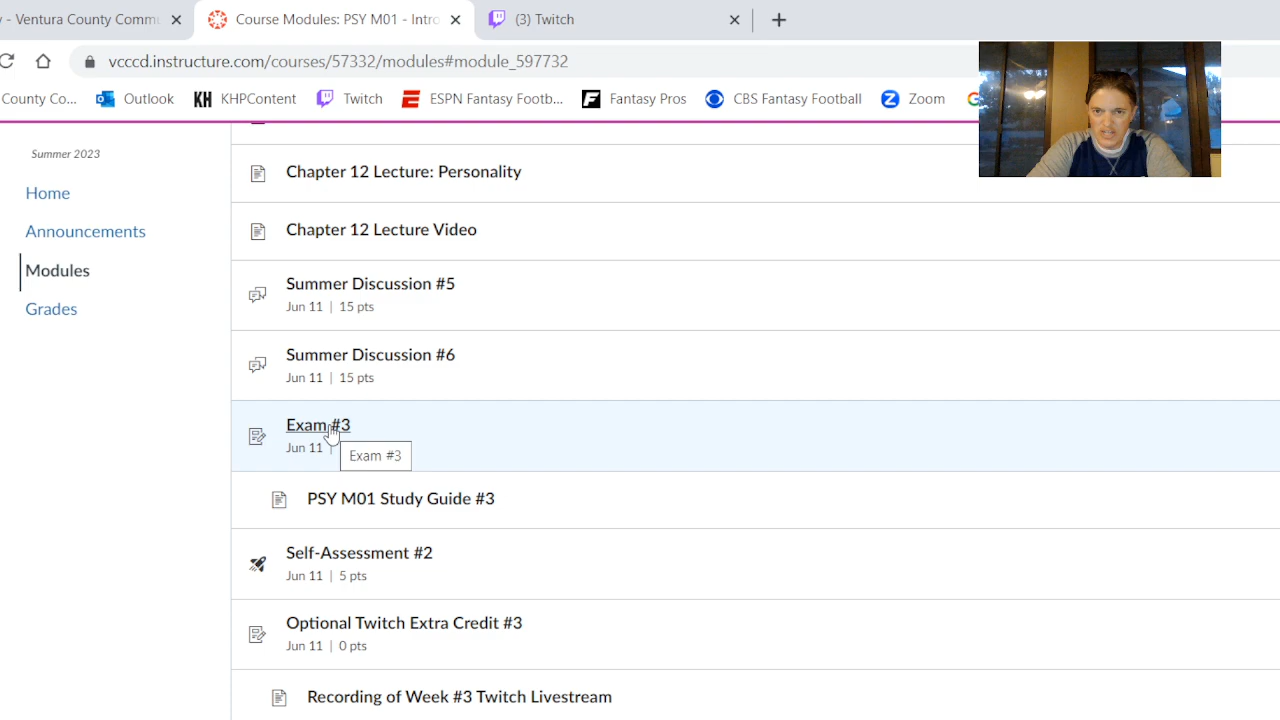 - Ventura County Comm
Course Modules: PSY M01 - Intro
(3) Twitch
vcccd.instructure.com/courses/57332/modules#module_597732
County Co...
Outlook
KH
KHPContent
Twitch
ESPN Fantasy Footb...
Fantasy Pros
CBS Fantasy Football
Zoom
Summer 2023
Home
Announcements
Modules
Grades
Chapter 12 Lecture: Personality
Chapter 12 Lecture Video
Summer Discussion #5
Jun 11 | 15 pts
Summer Discussion #6
Jun 11 | 15 pts
Exam #3
Jun 11 |
Exam #3
PSY M01 Study Guide #3
Self-Assessment #2
Jun 11 | 5 pts
Optional Twitch Extra Credit #3
Jun 11 | 0 pts
Recording of Week #3 Twitch Livestream